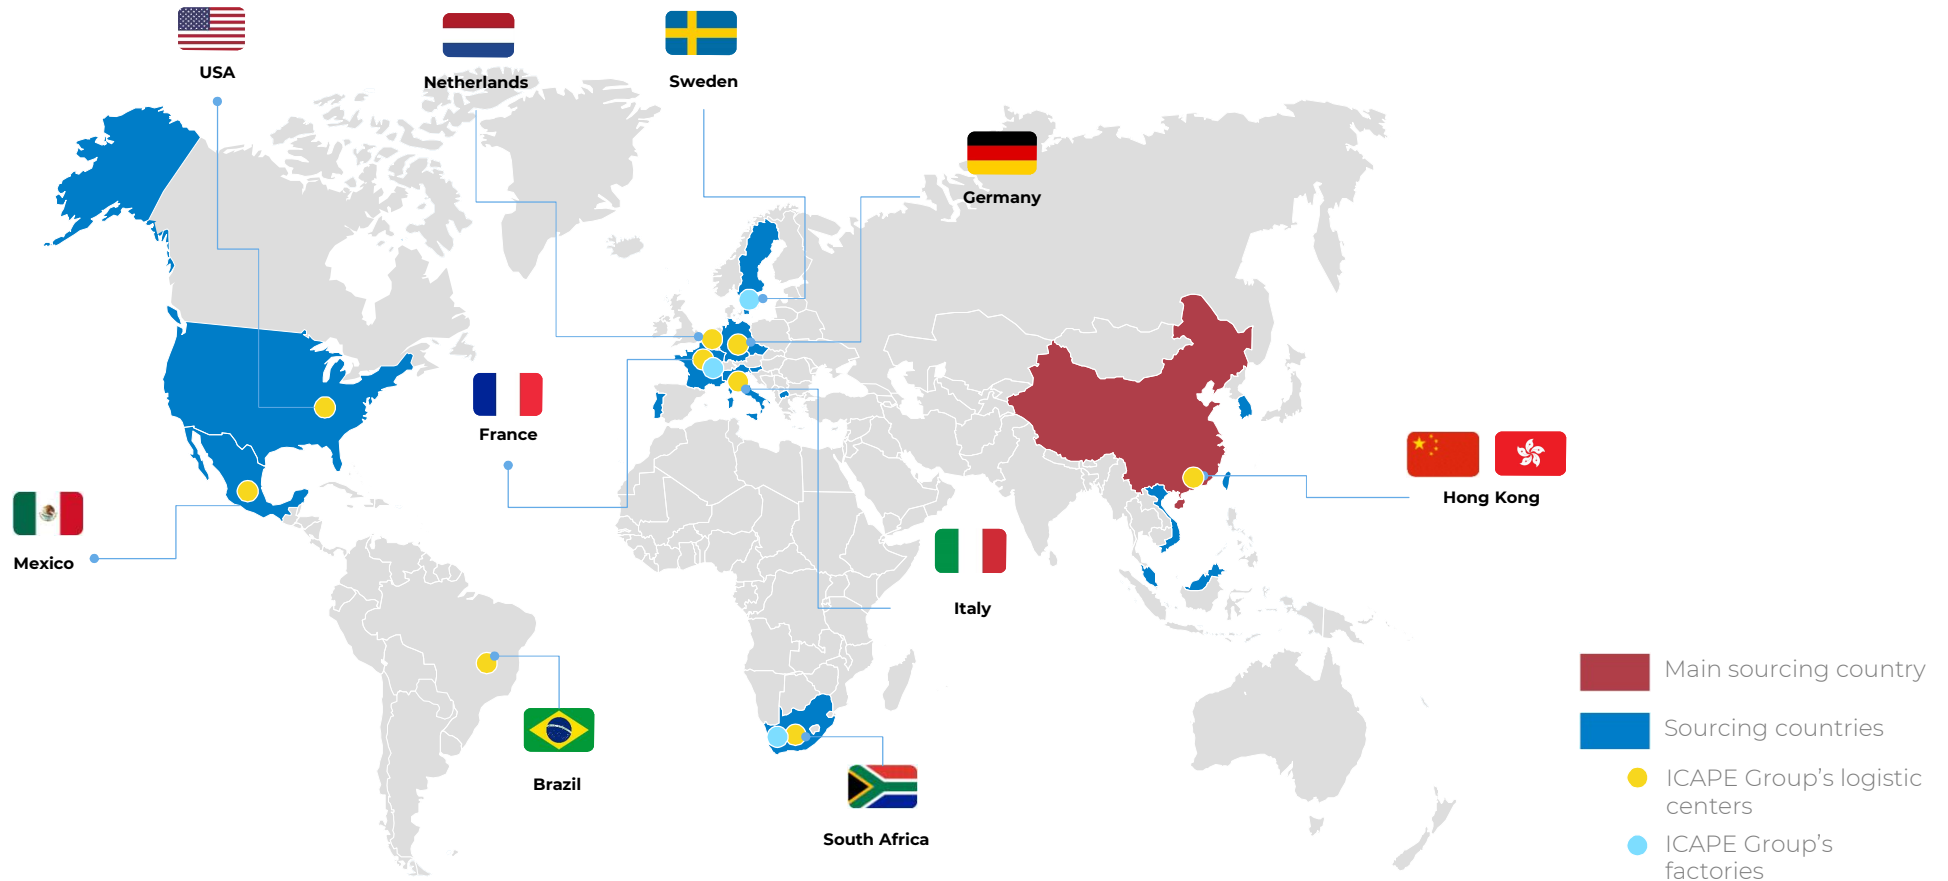 USA
Netherlands
Sweden
Germany
France
Hong Kong
Mexico
Italy
Brazil
South Africa
Main sourcing country
Sourcing countries
ICAPE Group’s logistic
centers
ICAPE Group’s
factories